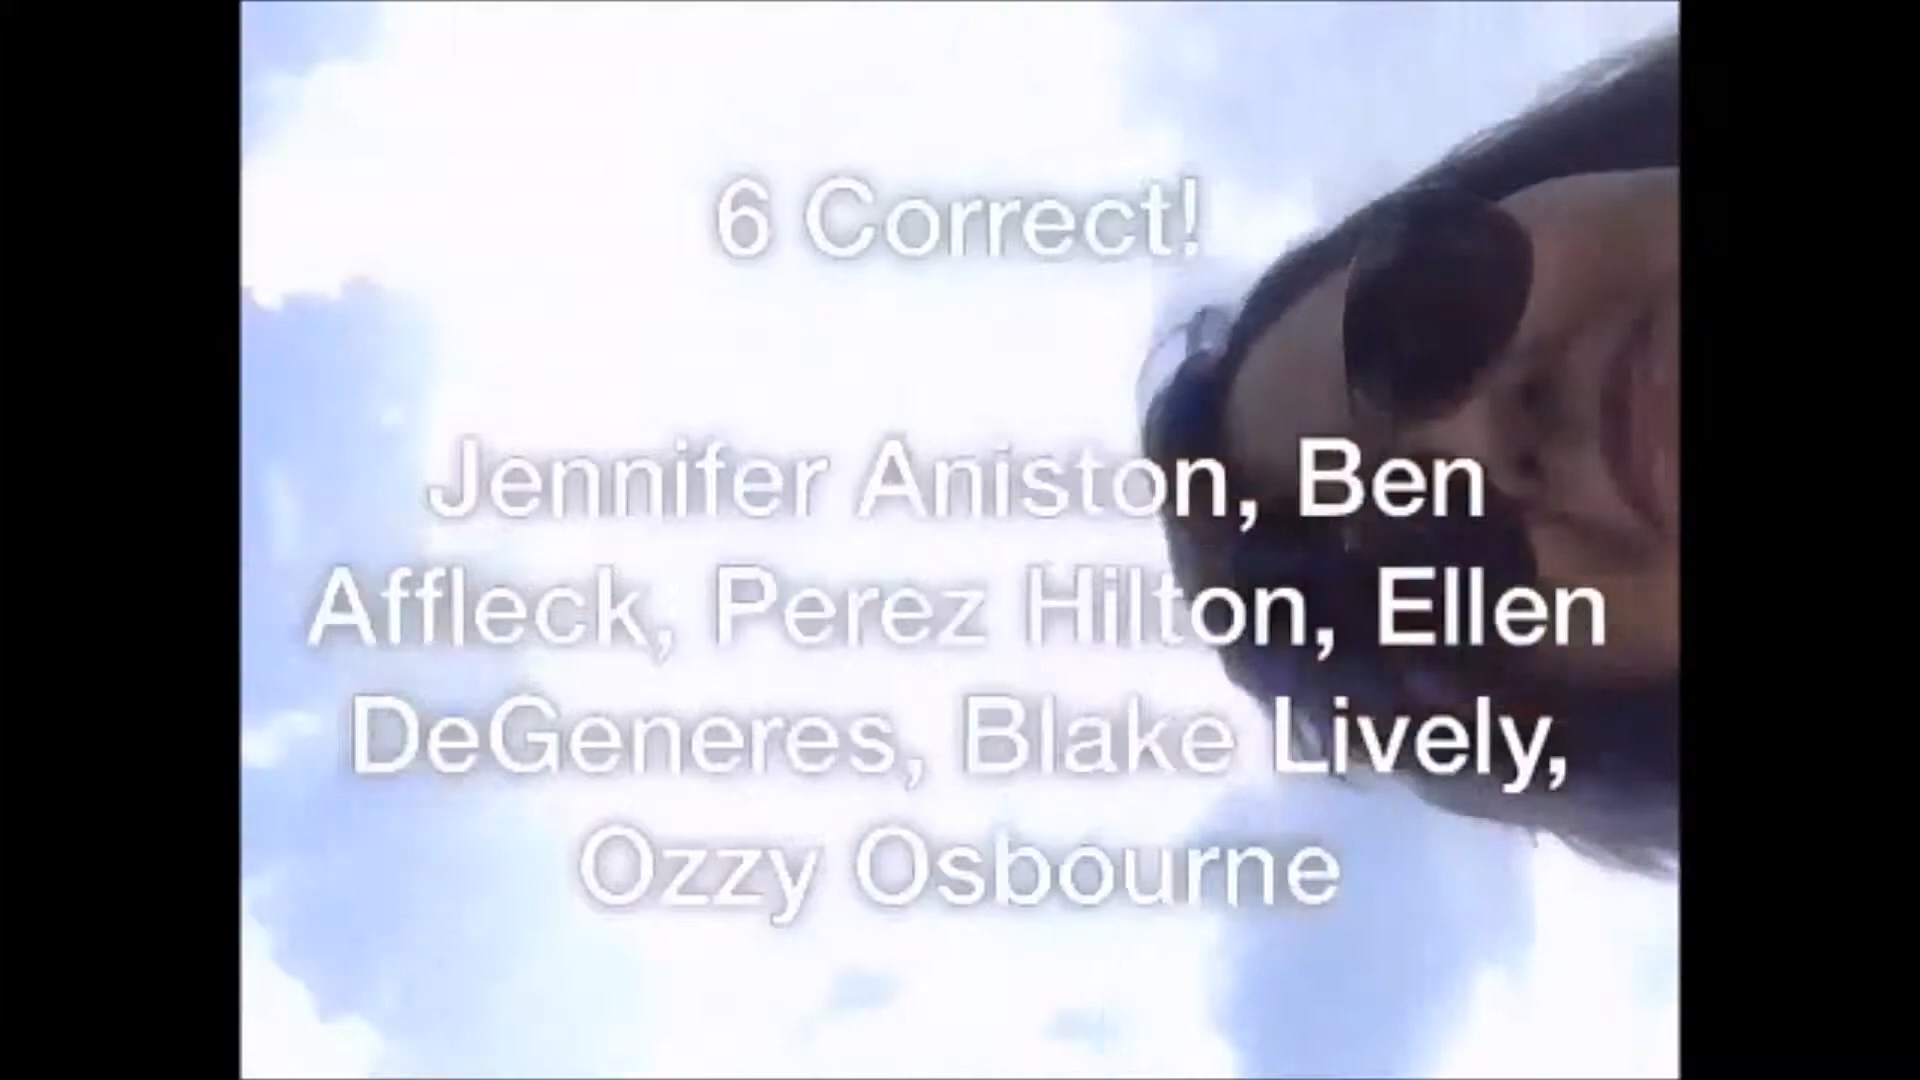 6 Correct!
Jennifer Aniston, Ben
Affleck, Perez Hilton, Ellen
DeGeneres, Blake Lively,
Ozzy Osbourne